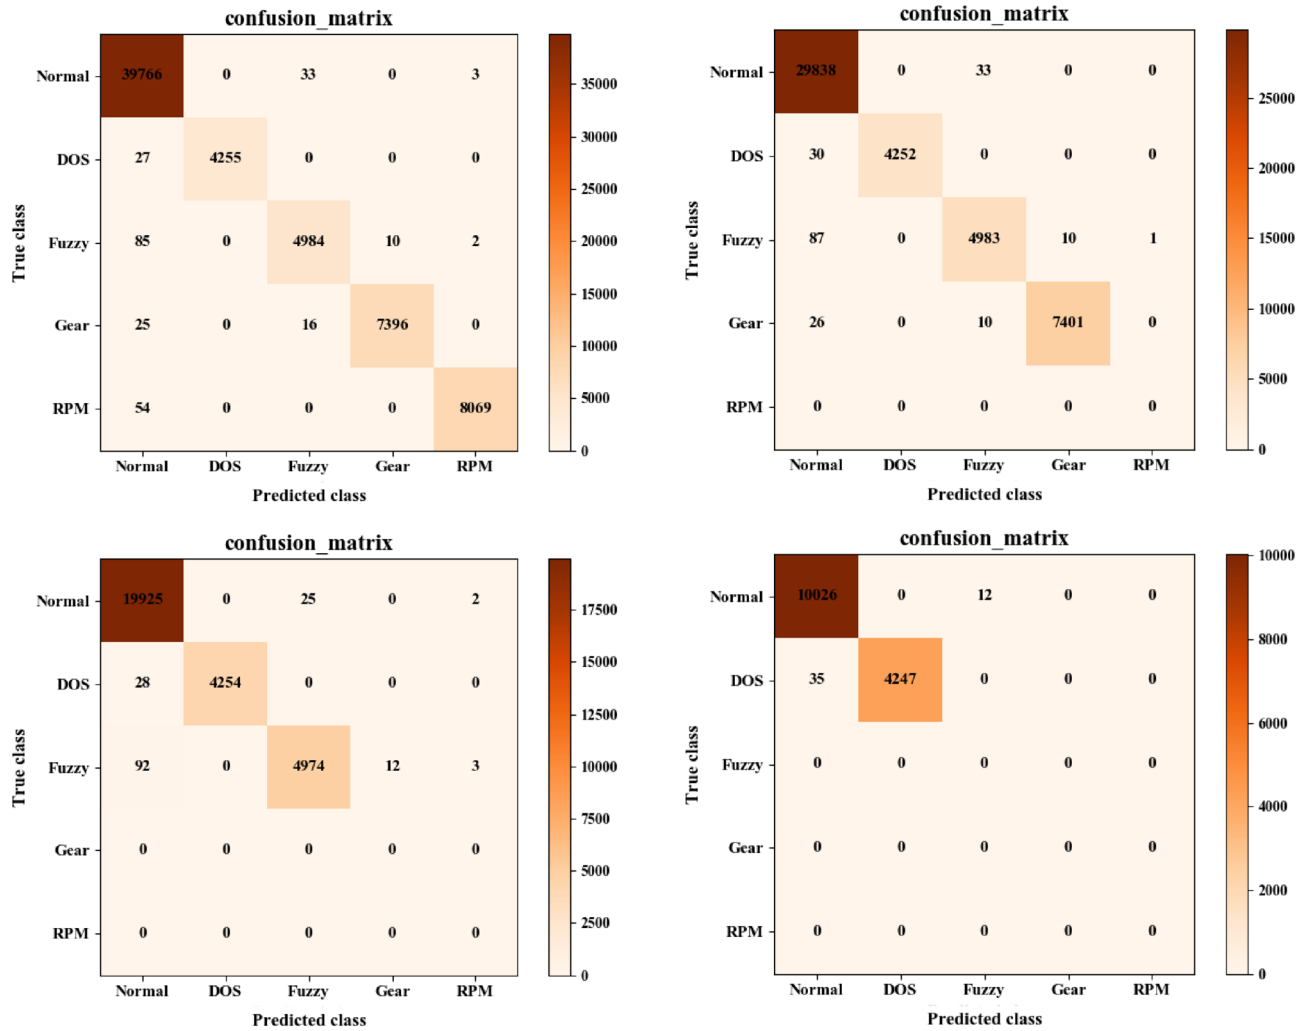 confusion_matrix
Normal 39766 0 33 0 3
DOS 27 4255 0 0 0
Fuzzy 85 0 4984 10 2
Gear 25 0 16 7396 0
RPM 54 0 0 0 8069
Normal DOS Fuzzy Gear RPM
Predicted class
True class
35000
30000
25000
20000
15000
10000
5000
0
confusion_matrix
Normal 29838 0 33 0 0
DOS 30 4252 0 0 0
Fuzzy 87 0 4983 10 1
Gear 26 0 10 7401 0
RPM 0 0 0 0 0
Normal DOS Fuzzy Gear RPM
Predicted class
True class
25000
20000
15000
10000
5000
0
confusion_matrix
Normal 19925 0 25 0 2
DOS 28 4254 0 0 0
Fuzzy 92 0 4974 12 3
Gear 0 0 0 0 0
RPM 0 0 0 0 0
Normal DOS Fuzzy Gear RPM
Predicted class
True class
17500
15000
12500
10000
7500
5000
2500
0
confusion_matrix
Normal 10026 0 12 0 0
DOS 35 4247 0 0 0
Fuzzy 0 0 0 0 0
Gear 0 0 0 0 0
RPM 0 0 0 0 0
Normal DOS Fuzzy Gear RPM
Predicted class
True class
10000
8000
6000
4000
2000
0